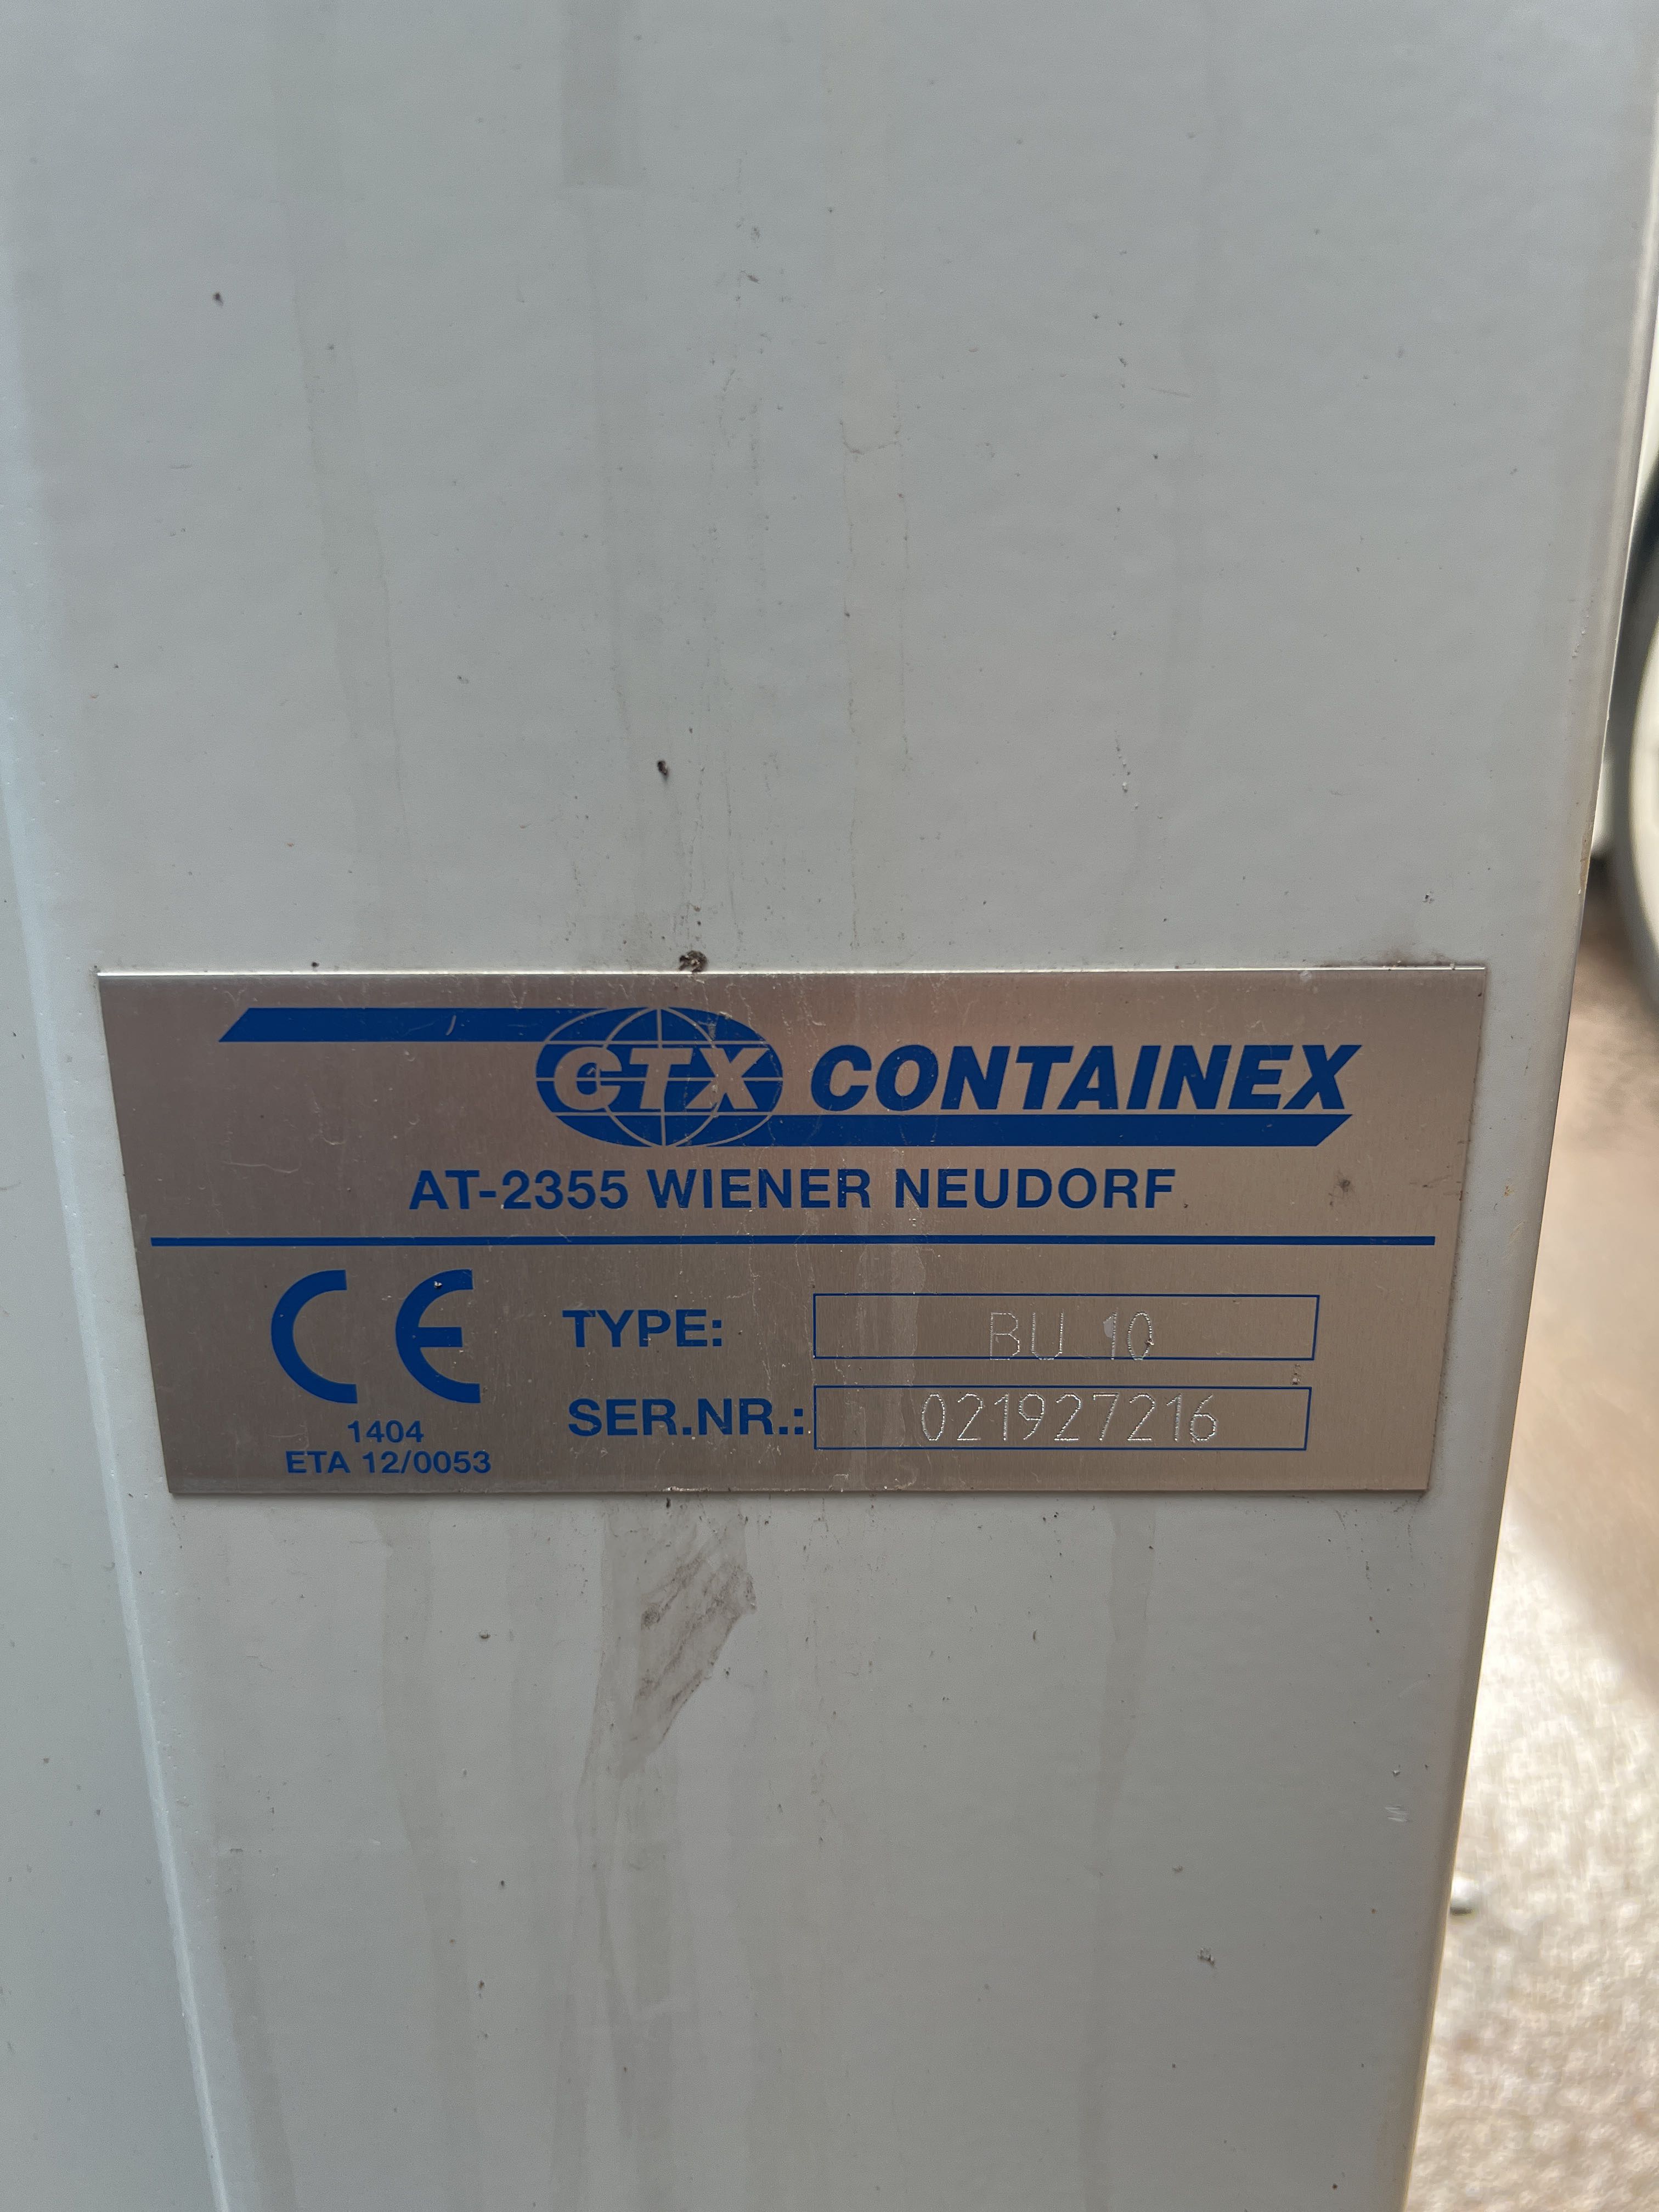 CTX CONTAINEX
AT-2355 WIENER NEUDORF
CE
TYPE: BU 10
SER.NR.: 021927216
1404
ETA 12/0053